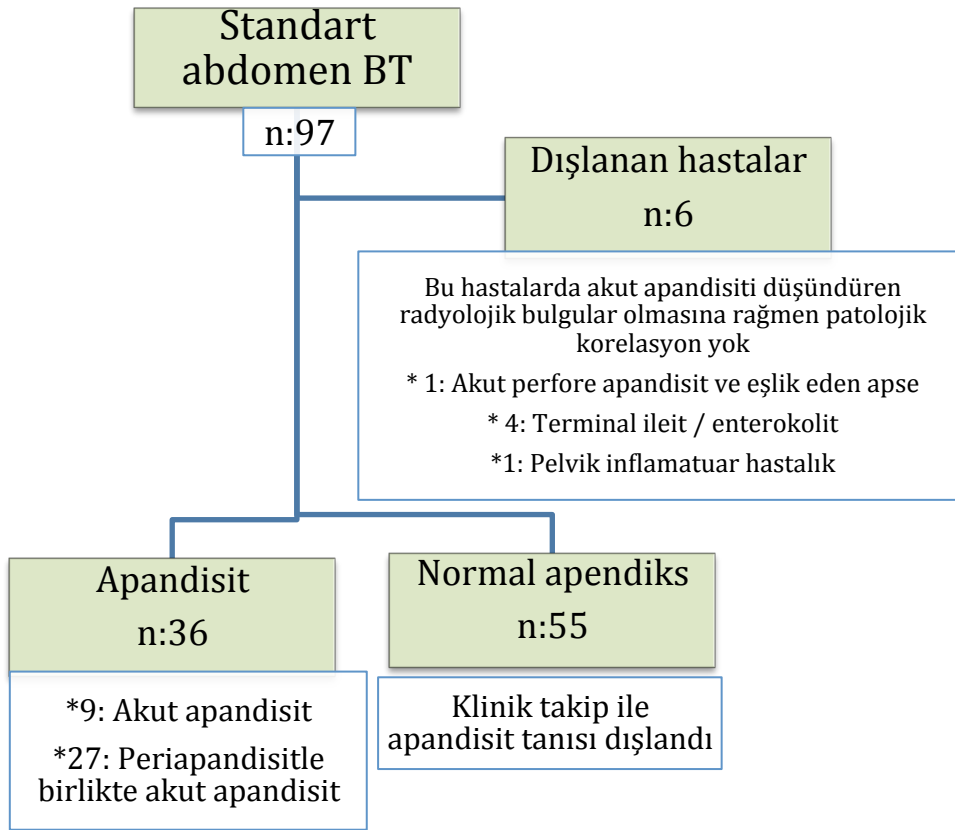 Standart
abdomen BT
n:97
Dışlanan hastalar
n:6
Bu hastalarda akut apandisiti düşündüren
radyolojik bulgular olmasına rağmen patolojik
korelasyon yok
* 1: Akut perfore apandisit ve eşlik eden apse
* 4: Terminal ileit / enterokolit
*1: Pelvik inflamatuar hastalık
Apandisit
n:36
*9: Akut apandisit
*27: Periapandisitle
birlikte akut apandisit
Normal apendiks
n:55
Klinik takip ile
apandisit tanısı dışlandı